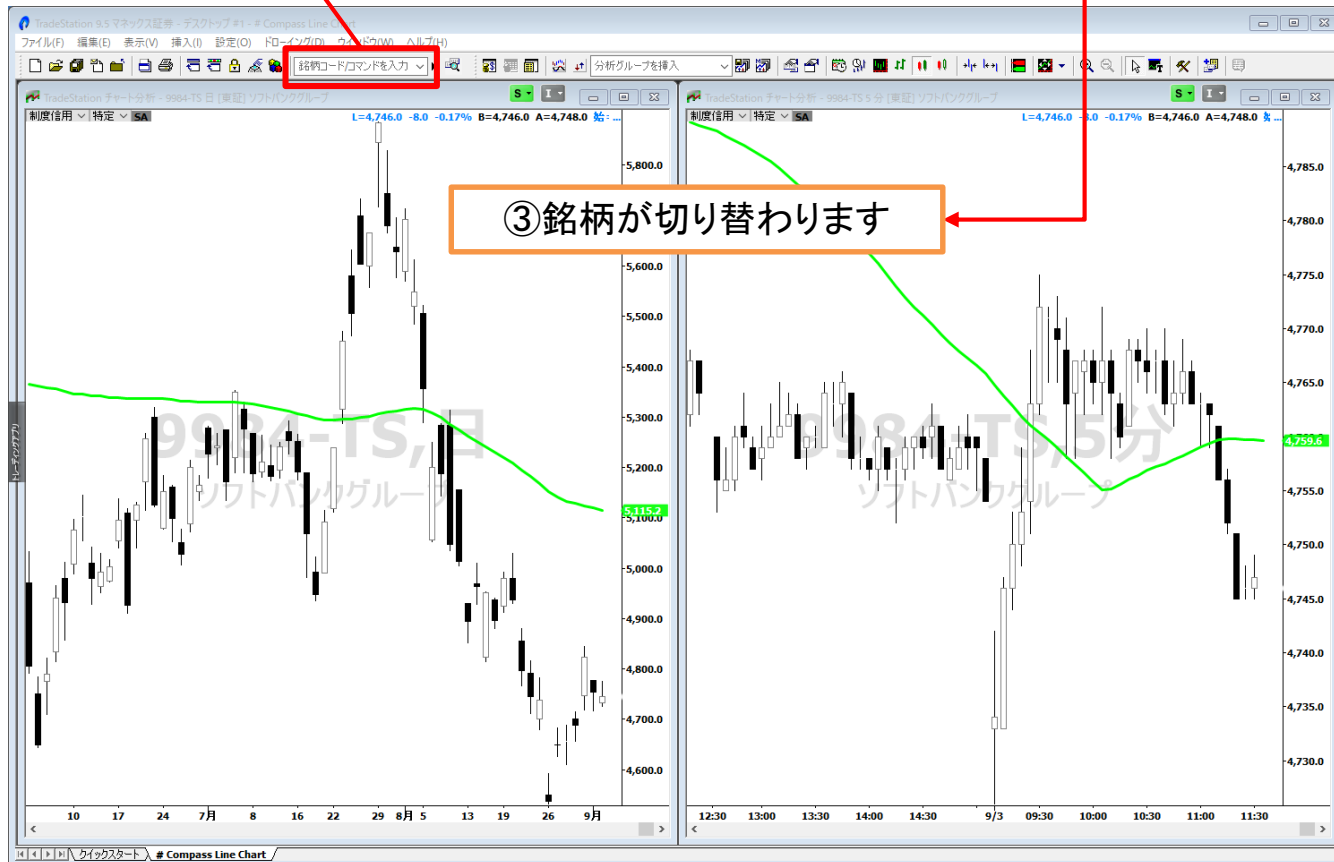 TradeStation 9.5 マネックス証券 - デスクトップ #1 - # Compass Line Chart
ファイル(F) 編集(E) 表示(V) 挿入(I) 設定(O) ドローイング(D) ウィンドウ(W) ヘルプ(H)
銘柄コード/コマンドを入力 分析グループを挿入
TradeStation チャート分析 - 9984-TS 日 [東証] ソフトバンクグループ S I
制度信用 特定 SA L=4,746.0 -8.0 -0.17% B=4,746.0 A=4,748.0 始: ...
5,800.0
5,600.0
5,500.0
5,400.0
5,300.0
5,200.0
5,115.2
5,100.0
5,000.0
4,900.0
4,800.0
4,700.0
4,600.0
9984-TS,日
ソフトバンクグループ
10 17 24 7月 8 16 22 29 8月 5 13 19 26 9月
TradeStation チャート分析 - 9984-TS 5 分 [東証] ソフトバンクグループ S I
制度信用 特定 SA L=4,746.0 -8.0 -0.17% B=4,746.0 A=4,748.0
③銘柄が切り替わります
4,785.0
4,780.0
4,775.0
4,770.0
4,765.0
4,759.6
4,755.0
4,750.0
4,745.0
4,740.0
4,735.0
4,730.0
9984-TS,5分
ソフトバンクグループ
12:30 13:00 13:30 14:00 14:30 9/3 09:30 10:00 10:30 11:00 11:30
トレーディングアプリ
クイックスタート # Compass Line Chart